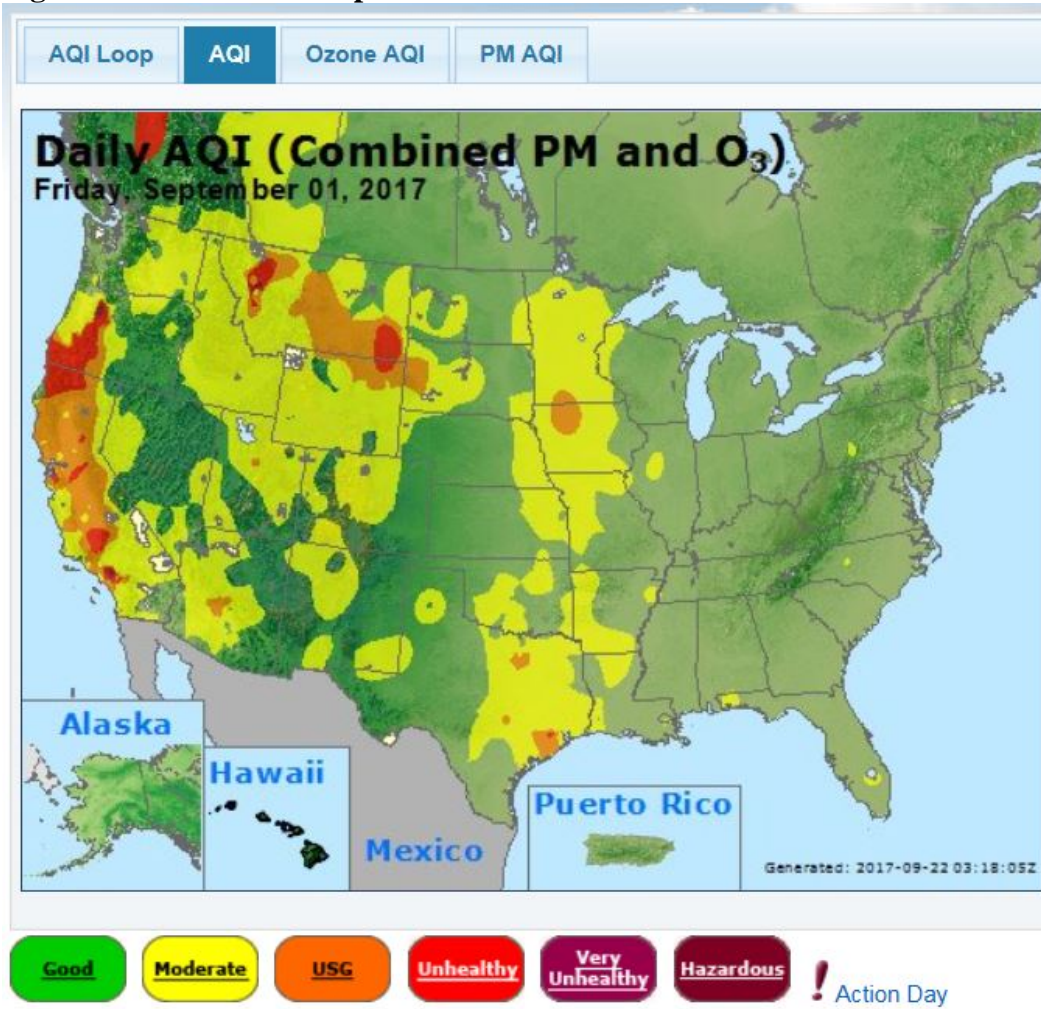 AQI Loop AQI Ozone AQI PM AQI
Daily AQI (Combined PM and O₃)
Friday, September 01, 2017
Alaska
Hawaii
Mexico
Puerto Rico
Generated: 2017-09-22 03:18:05Z
Good Moderate USG Unhealthy Very Unhealthy Hazardous ! Action Day